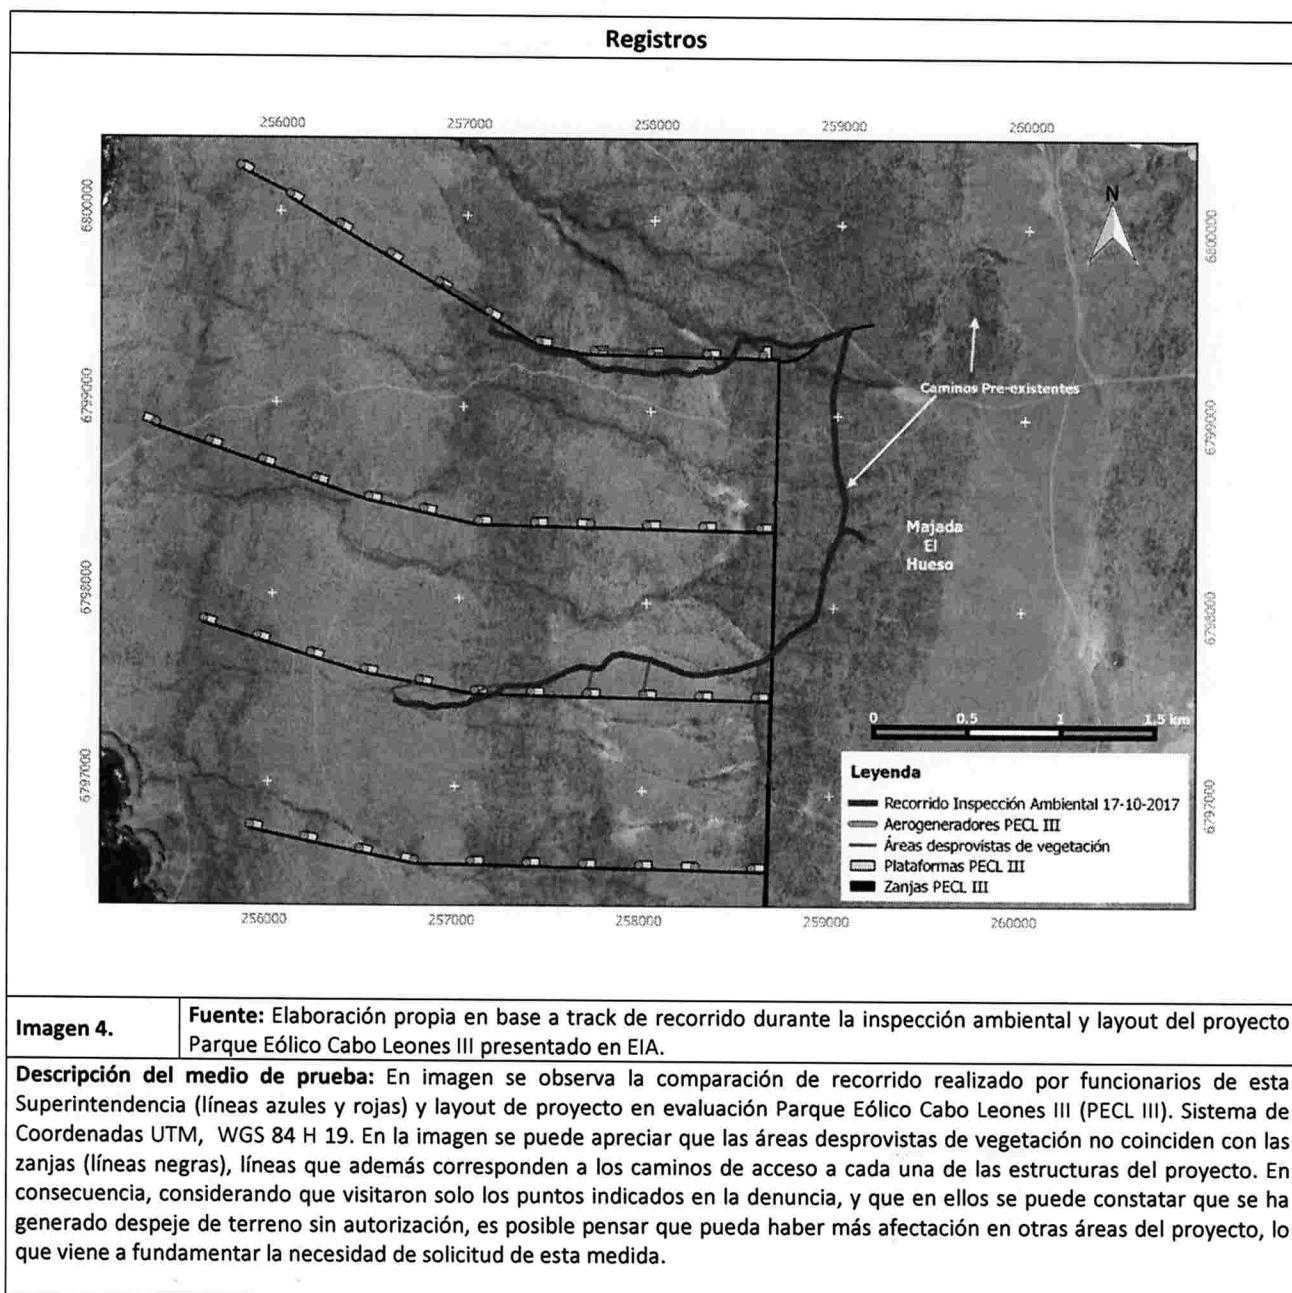 Registros
256000 257000 258000 259000 260000
6800000
6800000
N
6799000
6799000
Caminos Pre-existentes
Majada
El
Hueso
6798000
6798000
0 0.5 1 1.5 km
6797000
6797000
Leyenda
Recorrido Inspección Ambiental 17-10-2017
Aerogeneradores PECL III
Áreas desprovistas de vegetación
Plataformas PECL III
Zanjas PECL III
256000 257000 258000 259000 260000
Imagen 4.
Fuente: Elaboración propia en base a track de recorrido durante la inspección ambiental y layout del proyecto
Parque Eólico Cabo Leones III presentado en EIA.
Descripción del medio de prueba: En imagen se observa la comparación de recorrido realizado por funcionarios de esta
Superintendencia (líneas azules y rojas) y layout de proyecto en evaluación Parque Eólico Cabo Leones III (PECL III). Sistema de
Coordenadas UTM, WGS 84 H 19. En la imagen se puede apreciar que las áreas desprovistas de vegetación no coinciden con las
zanjas (líneas negras), líneas que además corresponden a los caminos de acceso a cada una de las estructuras del proyecto. En
consecuencia, considerando que visitaron solo los puntos indicados en la denuncia, y que en ellos se puede constatar que se ha
generado despeje de terreno sin autorización, es posible pensar que pueda haber más afectación en otras áreas del proyecto, lo
que viene a fundamentar la necesidad de solicitud de esta medida.